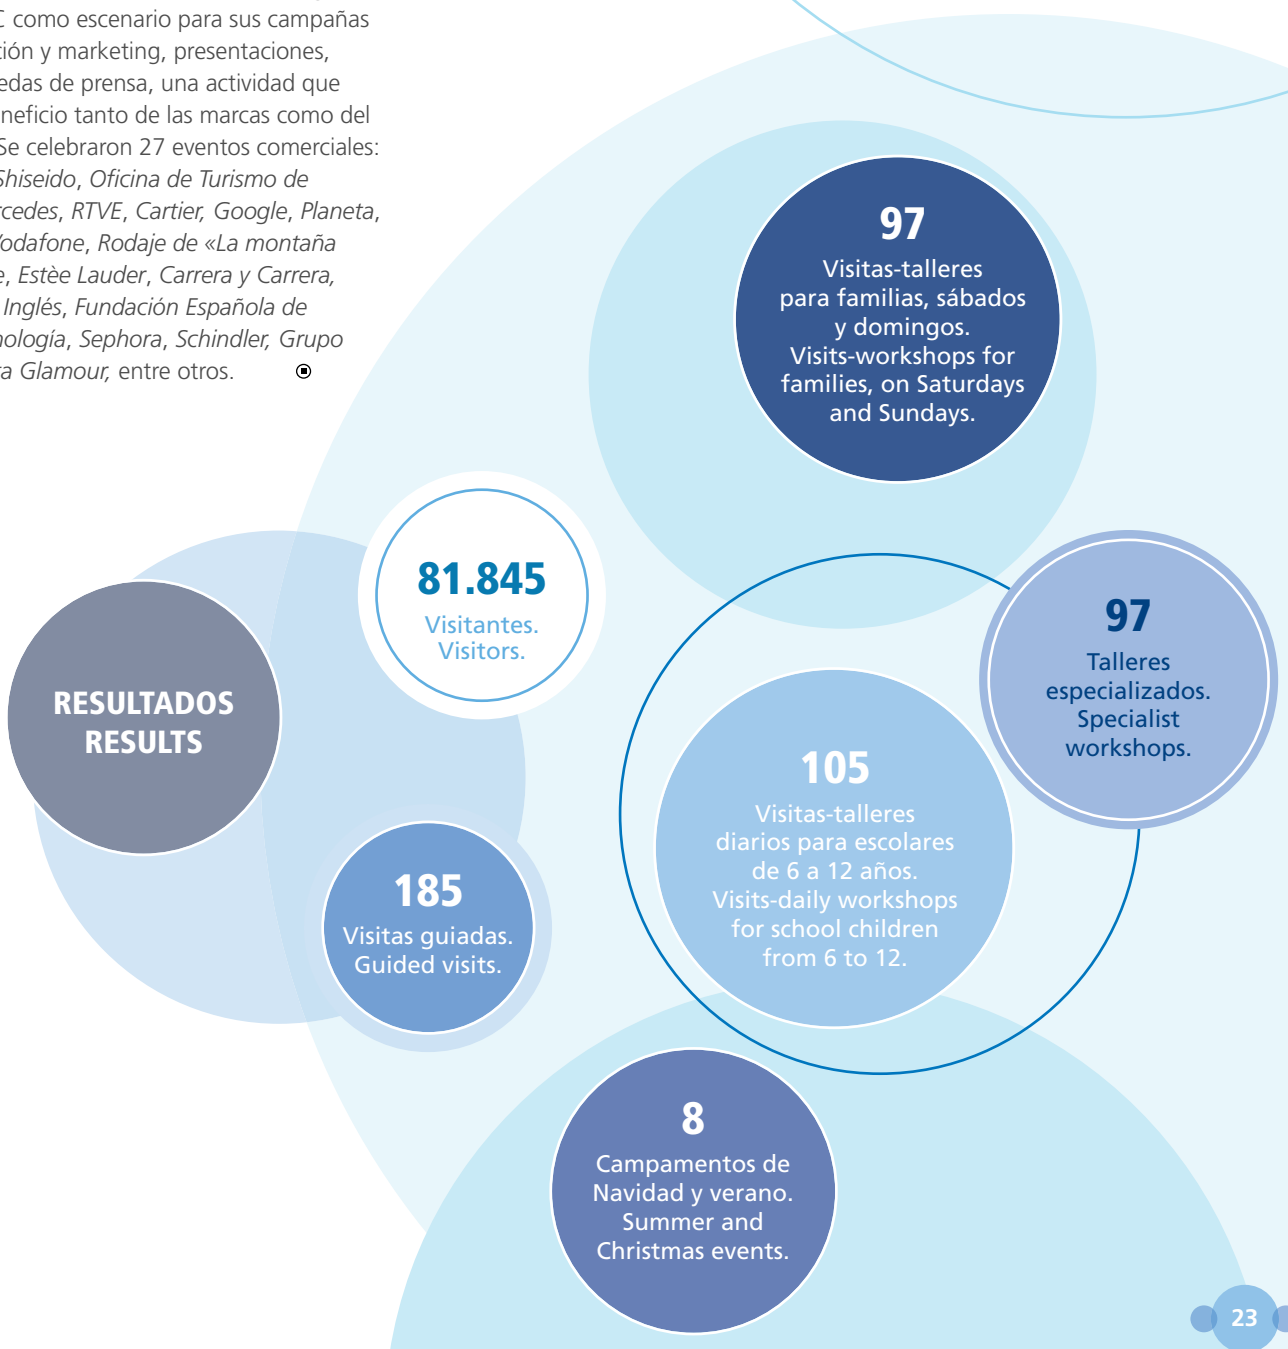 C como escenario para sus campañas
ción y marketing, presentaciones,
edas de prensa, una actividad que
neficio tanto de las marcas como del
Se celebraron 27 eventos comerciales:
Shiseido, Oficina de Turismo de
rcedes, RTVE, Cartier, Google, Planeta,
Vodafone, Rodaje de «La montaña
e, Estèe Lauder, Carrera y Carrera,
Inglés, Fundación Española de
nología, Sephora, Schindler, Grupo
ra Glamour, entre otros.
97
Visitas-talleres
para familias, sábados
y domingos.
Visits-workshops for
families, on Saturdays
and Sundays.
81.845
Visitantes.
Visitors.
97
Talleres
especializados.
Specialist
workshops.
RESULTADOS
RESULTS
105
Visitas-talleres
diarios para escolares
de 6 a 12 años.
Visits-daily workshops
for school children
from 6 to 12.
185
Visitas guiadas.
Guided visits.
8
Campamentos de
Navidad y verano.
Summer and
Christmas events.
23